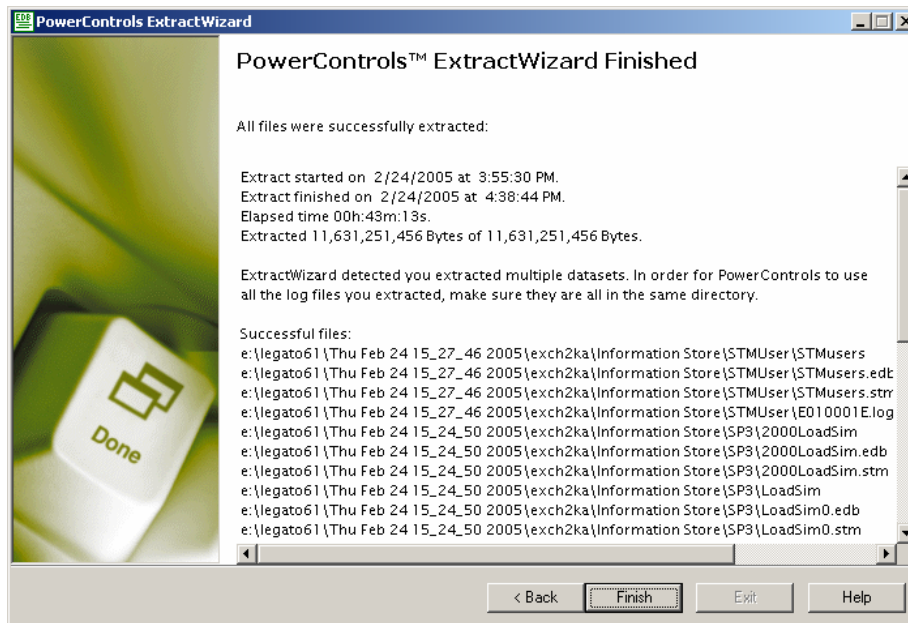 EDB PowerControls ExtractWizard
PowerControls™ ExtractWizard Finished
All files were successfully extracted:
Extract started on 2/24/2005 at 3:55:30 PM.
Extract finished on 2/24/2005 at 4:38:44 PM.
Elapsed time 00h:43m:13s.
Extracted 11,631,251,456 Bytes of 11,631,251,456 Bytes.
ExtractWizard detected you extracted multiple datasets. In order for PowerControls to use
all the log files you extracted, make sure they are all in the same directory.
Successful files:
e:\legato61\Thu Feb 24 15_27_46 2005\exch2ka\Information Store\STMUser\STMusers
e:\legato61\Thu Feb 24 15_27_46 2005\exch2ka\Information Store\STMUser\STMusers.edb
e:\legato61\Thu Feb 24 15_27_46 2005\exch2ka\Information Store\STMUser\STMusers.stm
e:\legato61\Thu Feb 24 15_27_46 2005\exch2ka\Information Store\STMUser\E010001E.log
e:\legato61\Thu Feb 24 15_24_50 2005\exch2ka\Information Store\SP3\2000LoadSim
e:\legato61\Thu Feb 24 15_24_50 2005\exch2ka\Information Store\SP3\2000LoadSim.edb
e:\legato61\Thu Feb 24 15_24_50 2005\exch2ka\Information Store\SP3\2000LoadSim.stm
e:\legato61\Thu Feb 24 15_24_50 2005\exch2ka\Information Store\SP3\LoadSim
e:\legato61\Thu Feb 24 15_24_50 2005\exch2ka\Information Store\SP3\LoadSim0.edb
e:\legato61\Thu Feb 24 15_24_50 2005\exch2ka\Information Store\SP3\LoadSim0.stm
Done
< Back Finish Exit Help